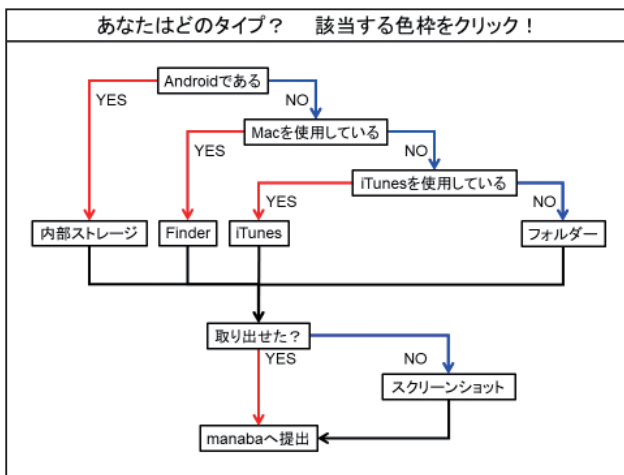 あなたはどのタイプ？　該当する色枠をクリック！
Androidである
YES
NO
Macを使用している
YES
NO
iTunesを使用している
YES
NO
内部ストレージ
Finder
iTunes
フォルダー
取り出せた？
YES
NO
スクリーンショット
manabaへ提出